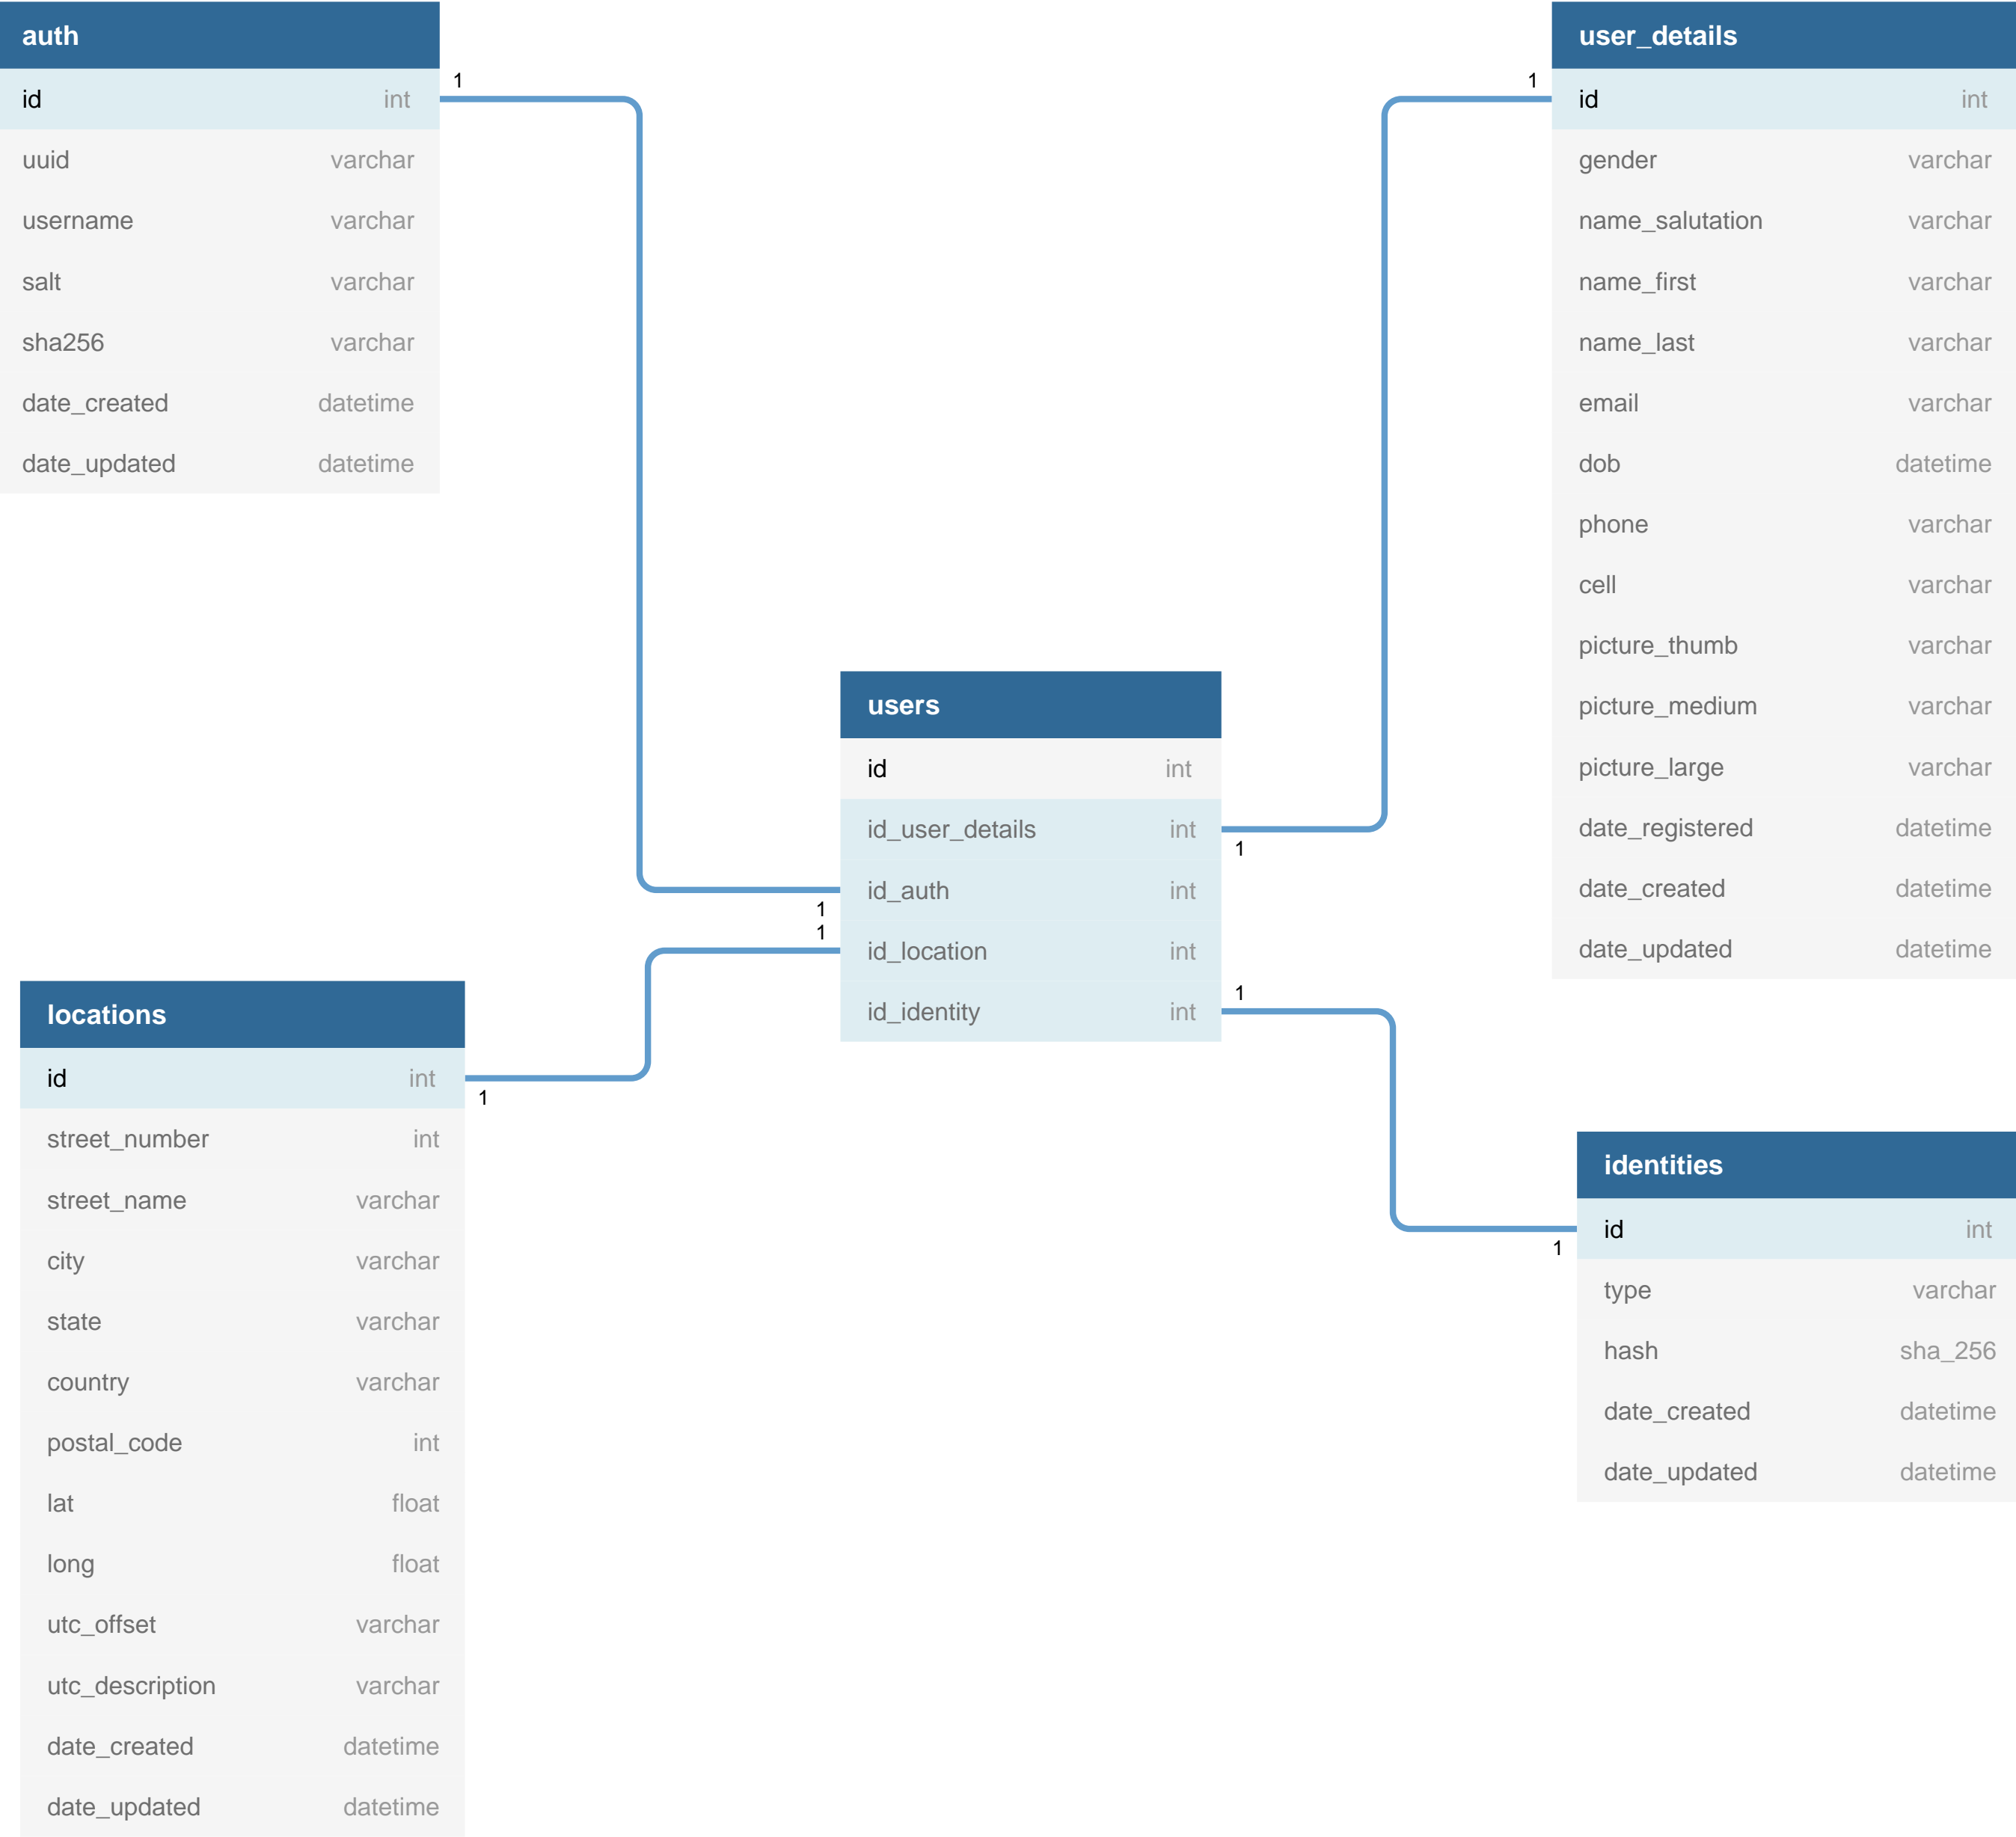 auth
id int
uuid varchar
username varchar
salt varchar
sha256 varchar
date_created datetime
date_updated datetime
1
1
user_details
id int
gender varchar
name_salutation varchar
name_first varchar
name_last varchar
email varchar
dob datetime
phone varchar
cell varchar
picture_thumb varchar
picture_medium varchar
picture_large varchar
date_registered datetime
date_created datetime
date_updated datetime
users
id int
id_user_details int
id_auth int
id_location int
id_identity int
1
1
1
1
locations
id int
street_number int
street_name varchar
city varchar
state varchar
country varchar
postal_code int
lat float
long float
utc_offset varchar
utc_description varchar
date_created datetime
date_updated datetime
1
1
identities
id int
type varchar
hash sha_256
date_created datetime
date_updated datetime